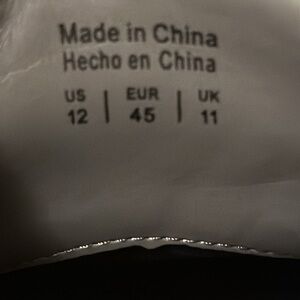 Made in China
Hecho en China
US | EUR | UK
12 | 45 | 11